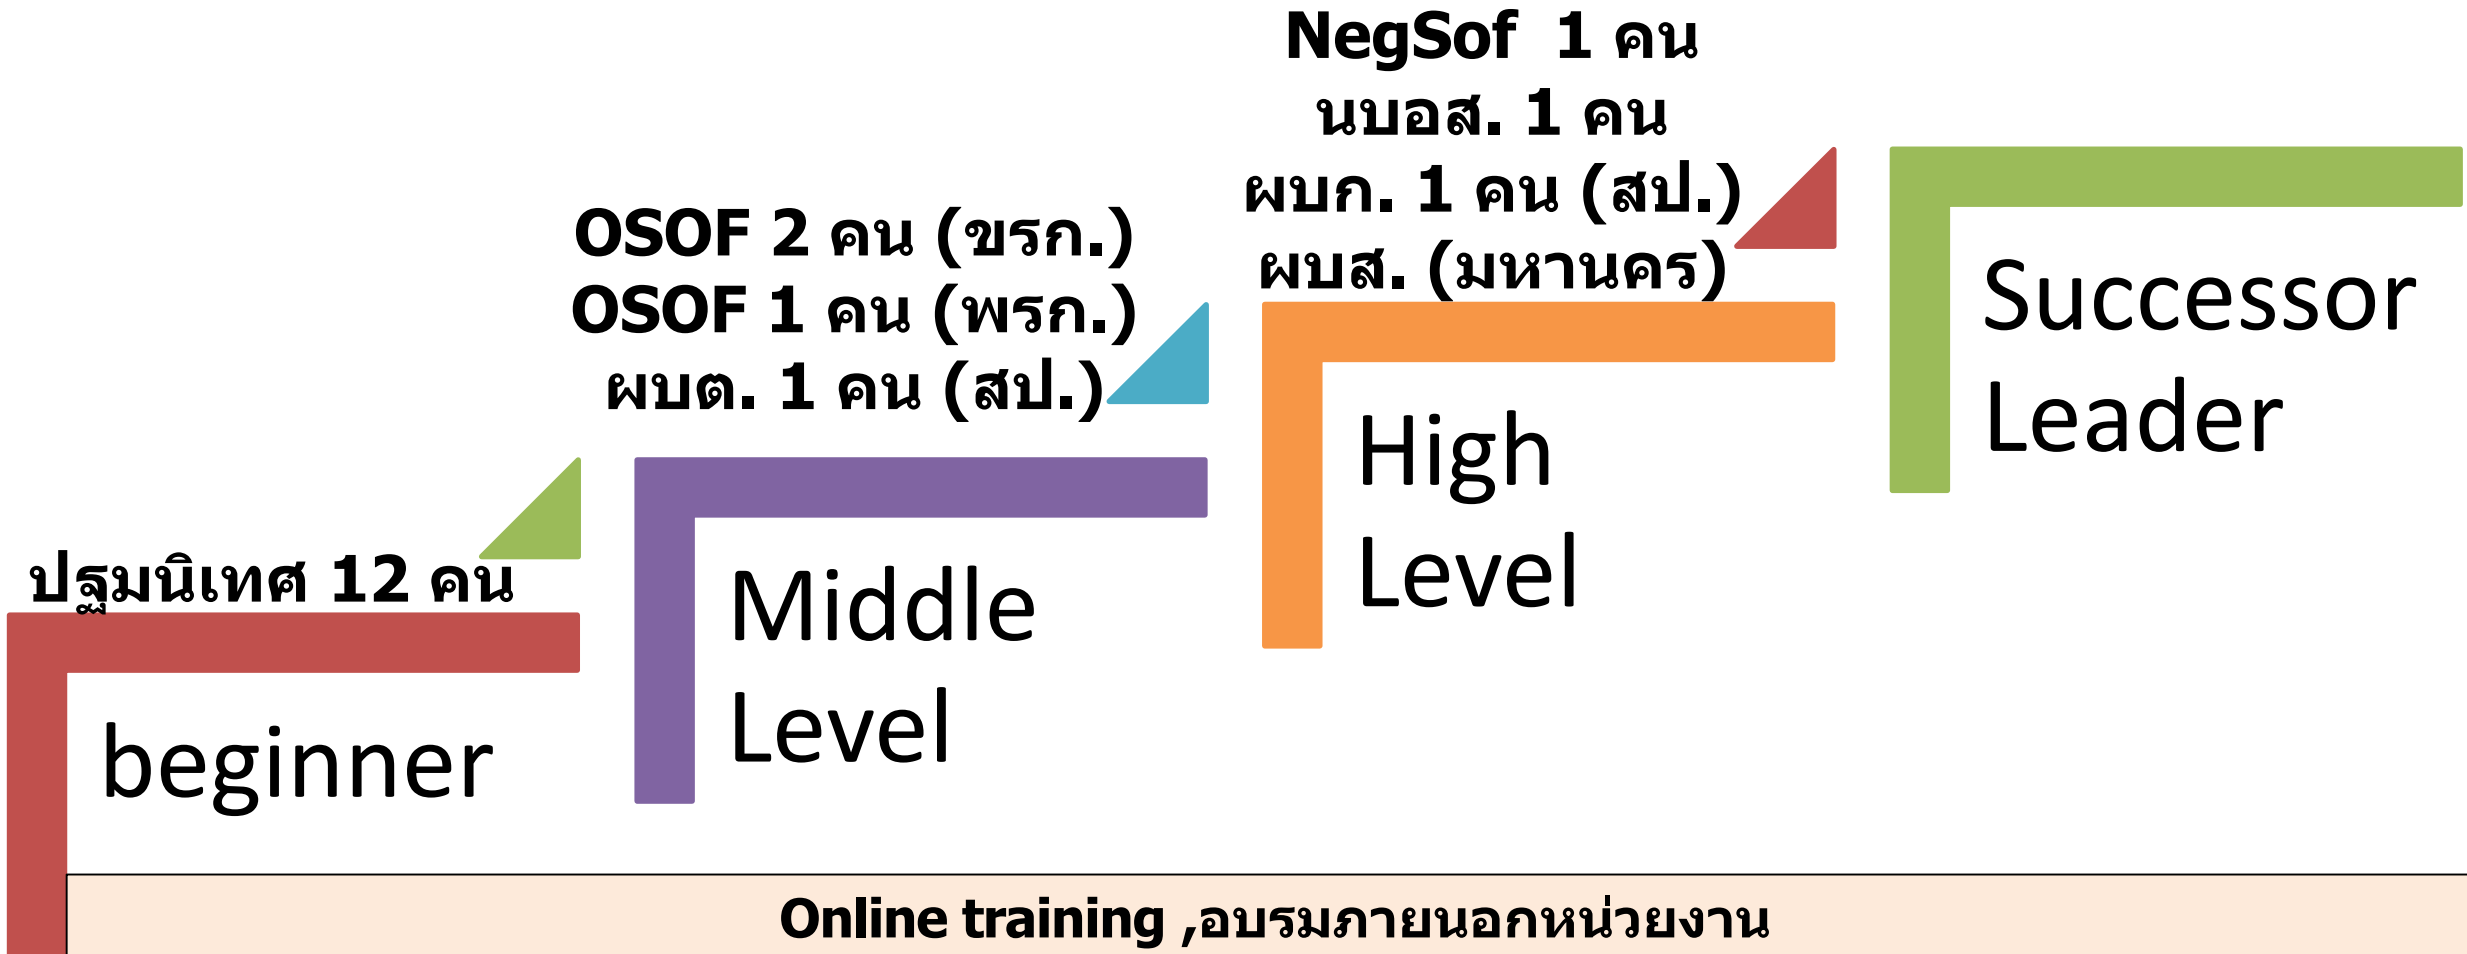 NegSof 1 คน
นบอส. 1 คน
ผบก. 1 คน (สป.)
ผบส. (มหานคร)
OSOF 2 คน (ขรก.)
OSOF 1 คน (พรก.)
ผบต. 1 คน (สป.)
ปฐมนิเทศ 12 คน
beginner
Middle
Level
High
Level
Successor
Leader
Online training ,อบรมภายนอกหน่วยงาน